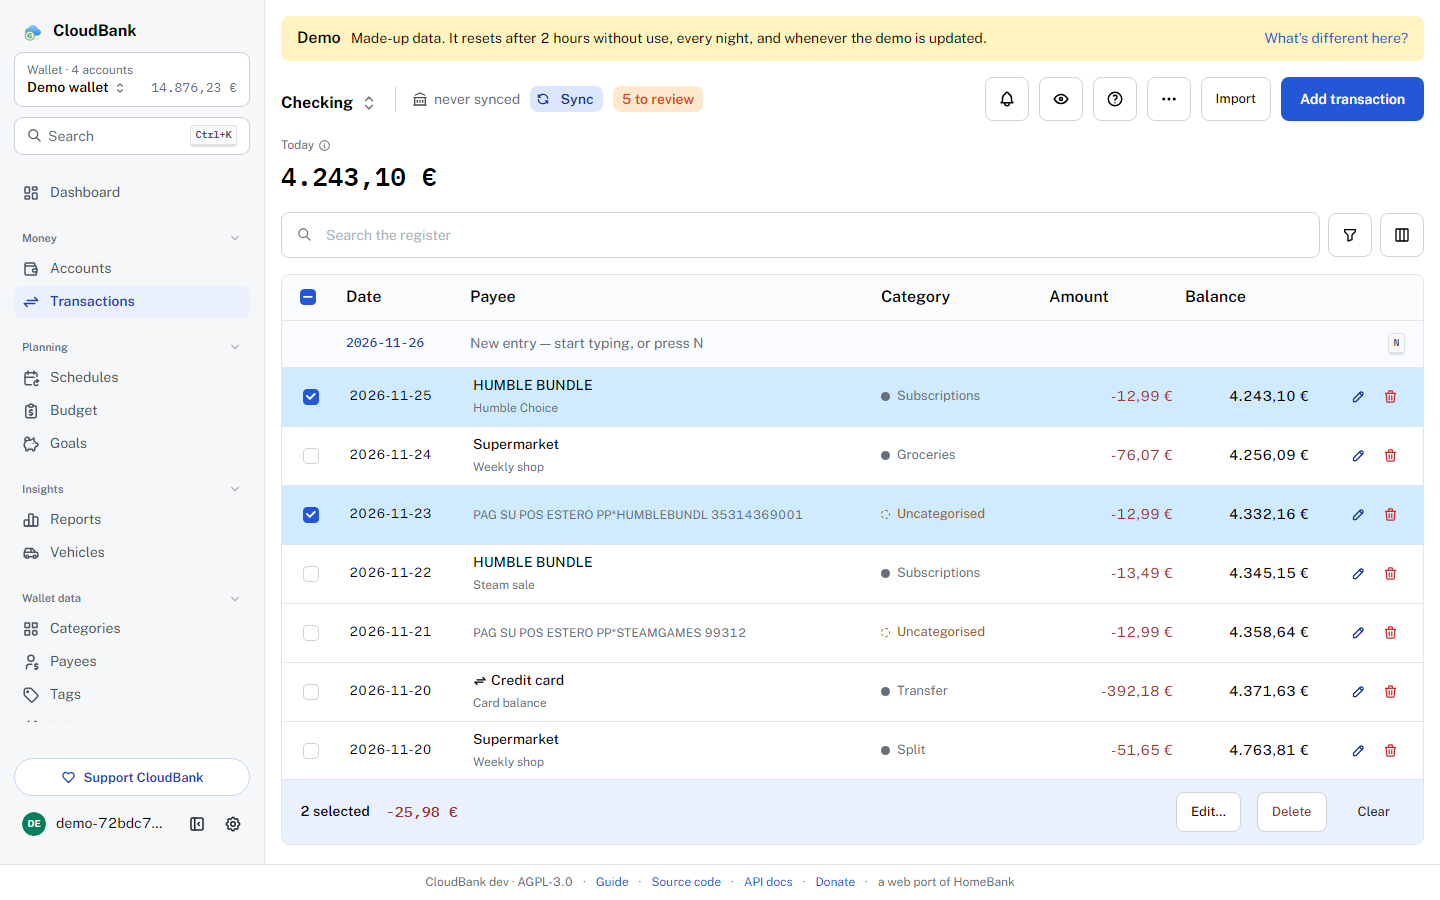 CloudBank
Wallet · 4 accounts
Demo wallet 14.876,23 €
Search Ctrl+K
Dashboard
Money
Accounts
Transactions
Planning
Schedules
Budget
Goals
Insights
Reports
Vehicles
Wallet data
Categories
Payees
Tags
Support CloudBank
DE demo-72bdc7...
Demo Made-up data. It resets after 2 hours without use, every night, and whenever the demo is updated. What's different here?
Checking never synced Sync 5 to review Import Add transaction
Today
4.243,10 €
Search the register
Date Payee Category Amount Balance
2026-11-26 New entry — start typing, or press N N
2026-11-25 HUMBLE BUNDLE Subscriptions -12,99 € 4.243,10 €
Humble Choice
2026-11-24 Supermarket Groceries -76,07 € 4.256,09 €
Weekly shop
2026-11-23 PAG SU POS ESTERO PP*HUMBLEBUNDL 35314369001 Uncategorised -12,99 € 4.332,16 €
2026-11-22 HUMBLE BUNDLE Subscriptions -13,49 € 4.345,15 €
Steam sale
2026-11-21 PAG SU POS ESTERO PP*STEAMGAMES 99312 Uncategorised -12,99 € 4.358,64 €
2026-11-20 Credit card Transfer -392,18 € 4.371,63 €
Card balance
2026-11-20 Supermarket Split -51,65 € 4.763,81 €
Weekly shop
2 selected -25,98 € Edit... Delete Clear
CloudBank dev · AGPL-3.0 · Guide · Source code · API docs · Donate · a web port of HomeBank